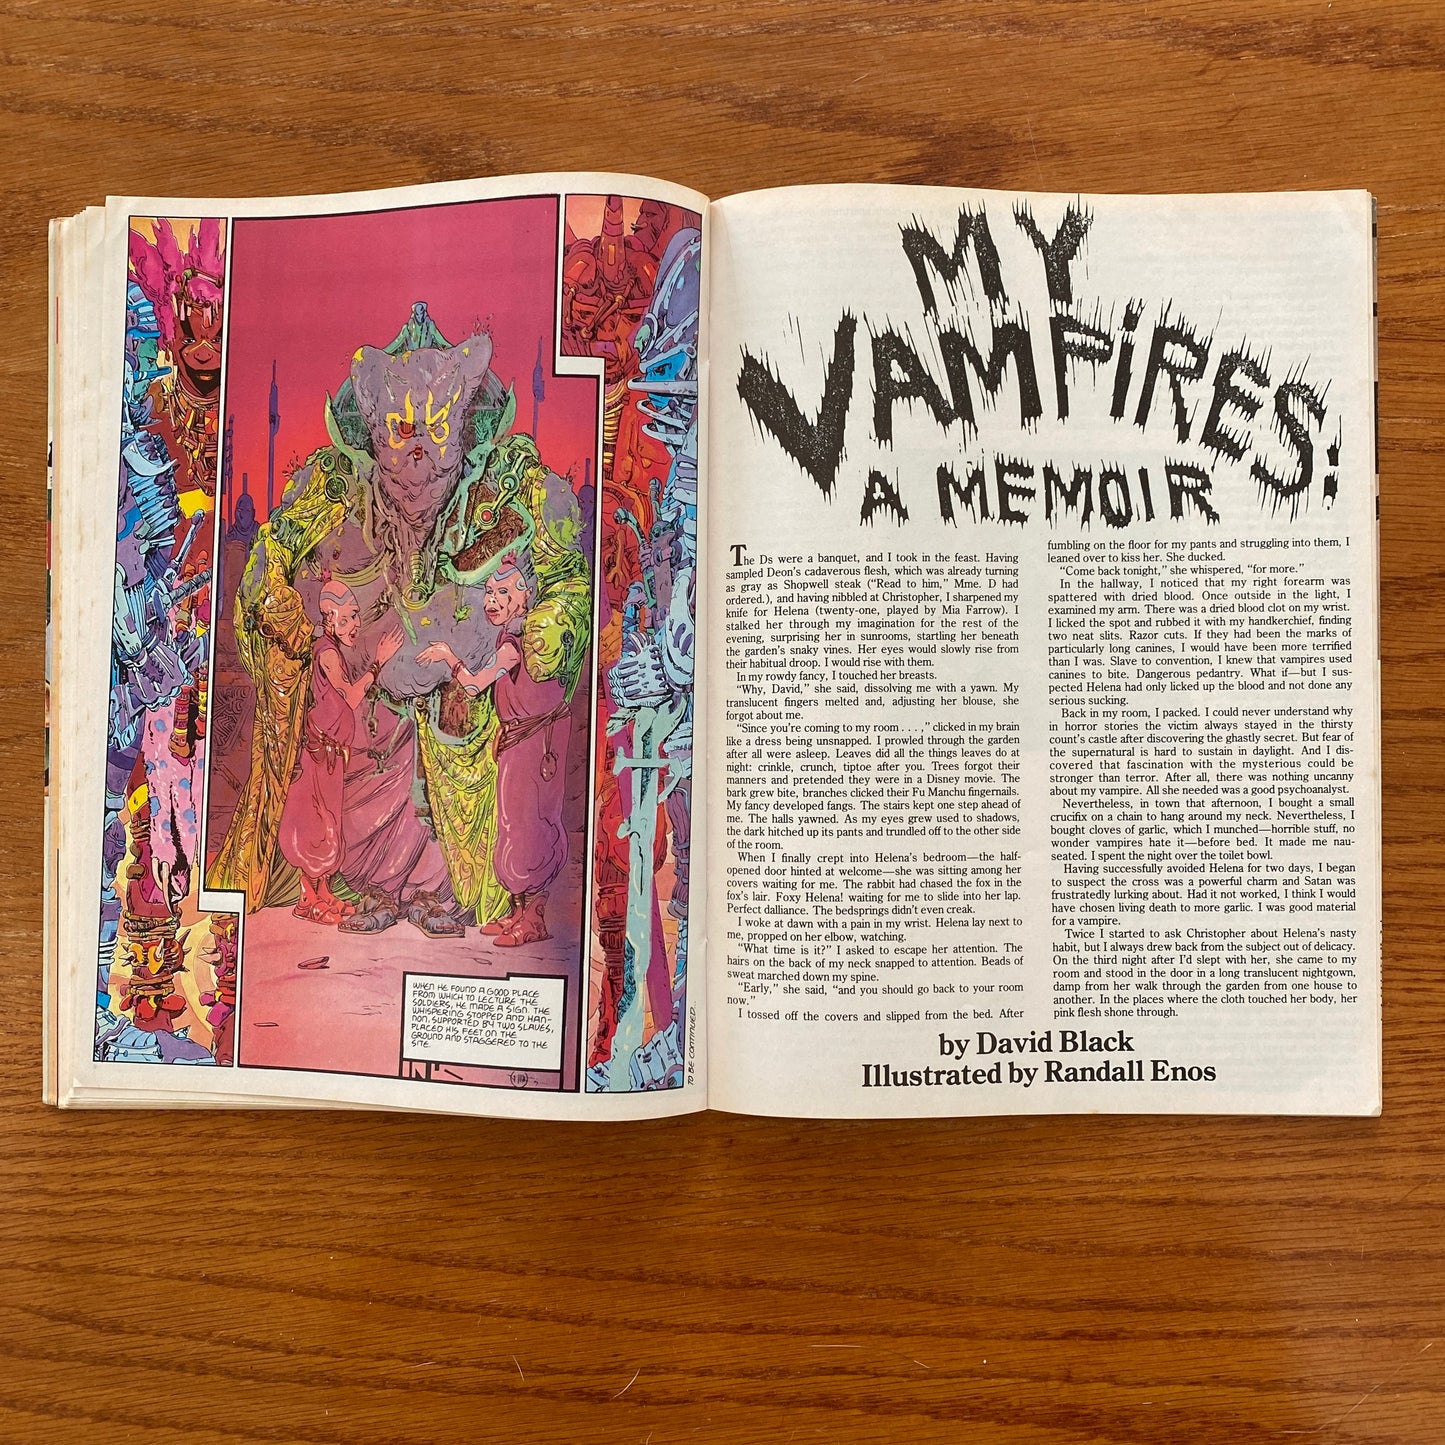 WHEN HE FOUND A GOOD PLACE
FROM WHICH TO LECTURE THE
SOLDIERS, HE MADE A SIGN. THE
WHISPERING STOPPED AND HAN-
NON, SUPPORTED BY TWO SLAVES,
PLACED HIS FEET ON THE
GROUND AND STAGGERED TO THE
SITE.
TO BE CONTINUED...
MY
VAMPiRES:
A MEMOIR
The Ds were a banquet, and I took in the feast. Having
sampled Deon's cadaverous flesh, which was already turning
as gray as Shopwell steak (“Read to him,” Mme. D had
ordered.), and having nibbled at Christopher, I sharpened my
knife for Helena (twenty-one, played by Mia Farrow). I
stalked her through my imagination for the rest of the
evening, surprising her in sunrooms, startling her beneath
the garden's snaky vines. Her eyes would slowly rise from
their habitual droop. I would rise with them.
In my rowdy fancy, I touched her breasts.
“Why, David,” she said, dissolving me with a yawn. My
translucent fingers melted and, adjusting her blouse, she
forgot about me.
“Since you're coming to my room . . . ,” clicked in my brain
like a dress being unsnapped. I prowled through the garden
after all were asleep. Leaves did all the things leaves do at
night: crinkle, crunch, tiptoe after you. Trees forgot their
manners and pretended they were in a Disney movie. The
bark grew bite, branches clicked their Fu Manchu fingernails.
My fancy developed fangs. The stairs kept one step ahead of
me. The halls yawned. As my eyes grew used to shadows,
the dark hitched up its pants and trundled off to the other side
of the room.
When I finally crept into Helena's bedroom—the half-
opened door hinted at welcome—she was sitting among her
covers waiting for me. The rabbit had chased the fox in the
fox's lair. Foxy Helena! waiting for me to slide into her lap.
Perfect dalliance. The bedsprings didn't even creak.
I woke at dawn with a pain in my wrist. Helena lay next to
me, propped on her elbow, watching.
“What time is it?” I asked to escape her attention. The
hairs on the back of my neck snapped to attention. Beads of
sweat marched down my spine.
“Early,” she said, “and you should go back to your room
now.”
I tossed off the covers and slipped from the bed. After
fumbling on the floor for my pants and struggling into them, I
leaned over to kiss her. She ducked.
“Come back tonight,” she whispered, “for more.”
In the hallway, I noticed that my right forearm was
spattered with dried blood. Once outside in the light, I
examined my arm. There was a dried blood clot on my wrist.
I licked the spot and rubbed it with my handkerchief, finding
two neat slits. Razor cuts. If they had been the marks of
particularly long canines, I would have been more terrified
than I was. Slave to convention, I knew that vampires used
canines to bite. Dangerous pedantry. What if—but I sus-
pected Helena had only licked up the blood and not done any
serious sucking.
Back in my room, I packed. I could never understand why
in horror stories the victim always stayed in the thirsty
count's castle after discovering the ghastly secret. But fear of
the supernatural is hard to sustain in daylight. And I dis-
covered that fascination with the mysterious could be
stronger than terror. After all, there was nothing uncanny
about my vampire. All she needed was a good psychoanalyst.
Nevertheless, in town that afternoon, I bought a small
crucifix on a chain to hang around my neck. Nevertheless, I
bought cloves of garlic, which I munched—horrible stuff, no
wonder vampires hate it—before bed. It made me nau-
seated. I spent the night over the toilet bowl.
Having successfully avoided Helena for two days, I began
to suspect the cross was a powerful charm and Satan was
frustratedly lurking about. Had it not worked, I think I would
have chosen living death to more garlic. I was good material
for a vampire.
Twice I started to ask Christopher about Helena's nasty
habit, but I always drew back from the subject out of delicacy.
On the third night after I'd slept with her, she came to my
room and stood in the door in a long translucent nightgown,
damp from her walk through the garden from one house to
another. In the places where the cloth touched her body, her
pink flesh shone through.
by David Black
Illustrated by Randall Enos